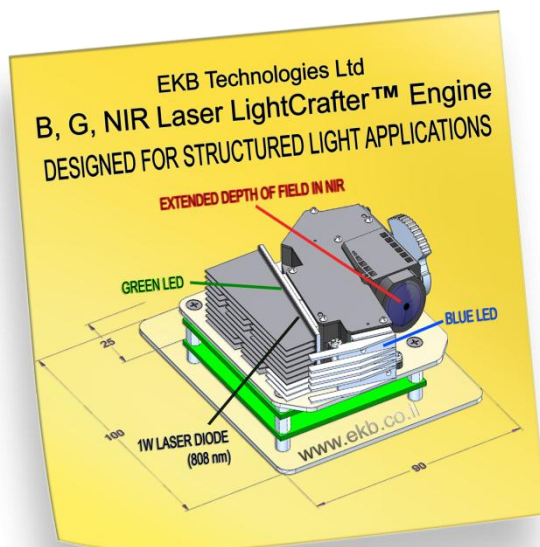 EKB Technologies Ltd
B, G, NIR Laser LightCrafter™ Engine
DESIGNED FOR STRUCTURED LIGHT APPLICATIONS
EXTENDED DEPTH OF FIELD IN NIR
GREEN LED
BLUE LED
25
1W LASER DIODE
(808 nm)
100
www.ekb.co.il
90